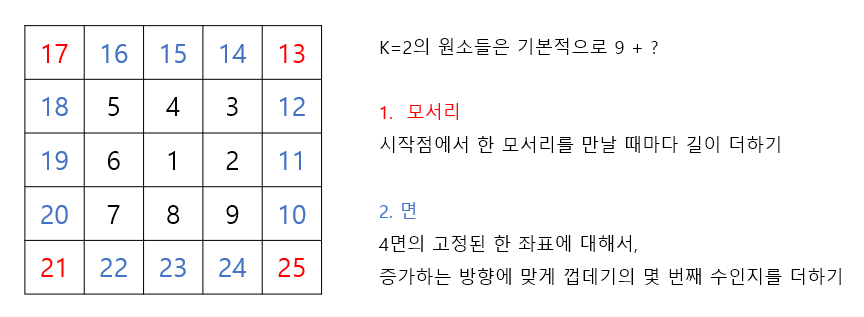 17 16 15 14 13
18 5 4 3 12
19 6 1 2 11
20 7 8 9 10
21 22 23 24 25
K=2의 원소들은 기본적으로 9 + ?
1. 모서리
시작점에서 한 모서리를 만날 때마다 길이 더하기
2. 면
4면의 고정된 한 좌표에 대해서,
증가하는 방향에 맞게 껍데기의 몇 번째 수인지를 더하기